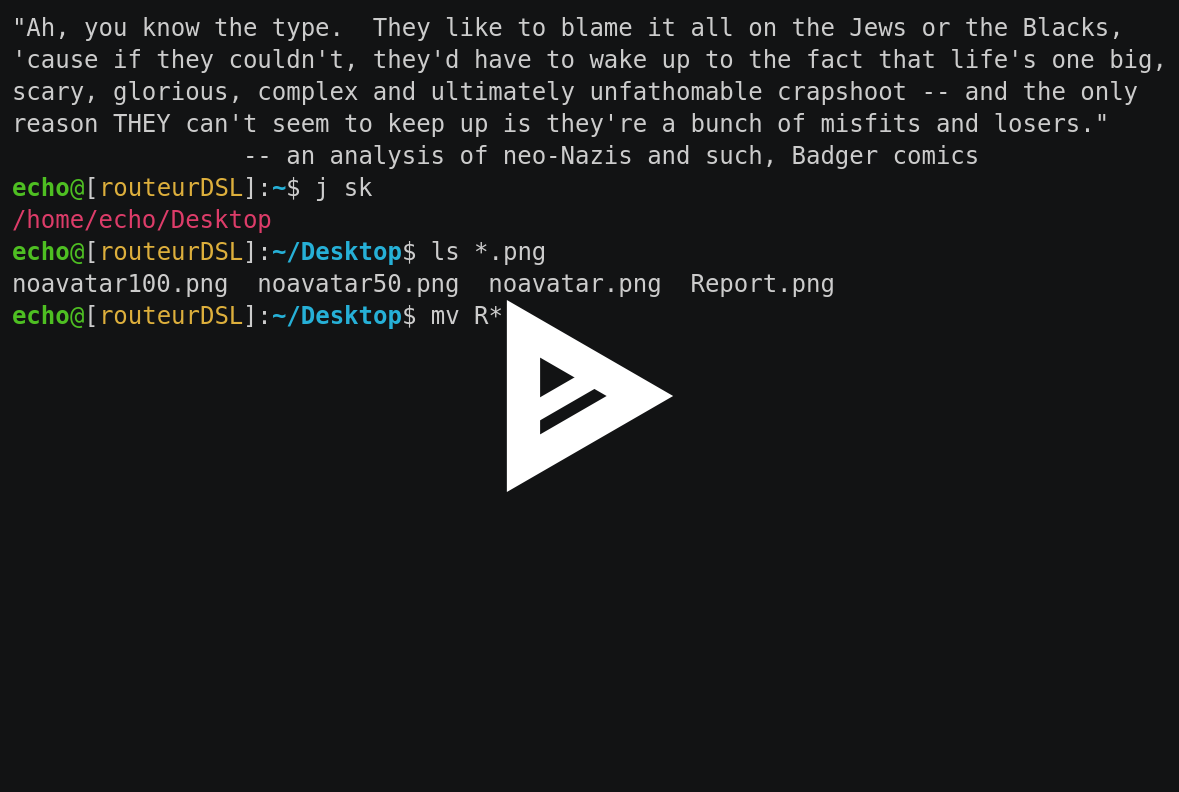 "Ah, you know the type.  They like to blame it all on the Jews or the Blacks,
'cause if they couldn't, they'd have to wake up to the fact that life's one big,
scary, glorious, complex and ultimately unfathomable crapshoot -- and the only
reason THEY can't seem to keep up is they're a bunch of misfits and losers."
                -- an analysis of neo-Nazis and such, Badger comics
echo@[routeurDSL]:~$ j sk
/home/echo/Desktop
echo@[routeurDSL]:~/Desktop$ ls *.png
noavatar100.png  noavatar50.png  noavatar.png  Report.png
echo@[routeurDSL]:~/Desktop$ mv R*